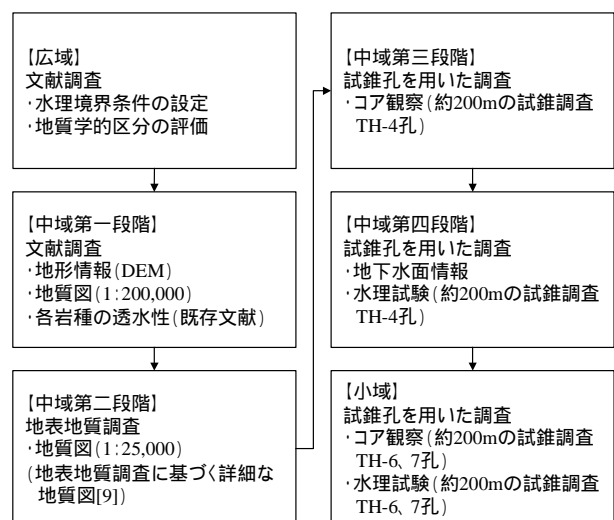 【広域】
文献調査
・水理境界条件の設定
・地質学的区分の評価
【中域第一段階】
文献調査
・地形情報(DEM)
・地質図(1:200,000)
・各岩種の透水性(既存文献)
【中域第二段階】
地表地質調査
・地質図(1:25,000)
(地表地質調査に基づく詳細な
地質図[9])
【中域第三段階】
試錐孔を用いた調査
・コア観察(約200mの試錐調査
TH-4孔)
【中域第四段階】
試錐孔を用いた調査
・地下水面情報
・水理試験(約200mの試錐調査
TH-4孔)
【小域】
試錐孔を用いた調査
・コア観察(約200mの試錐調査
TH-6、7孔)
・水理試験(約200mの試錐調査
TH-6、7孔)